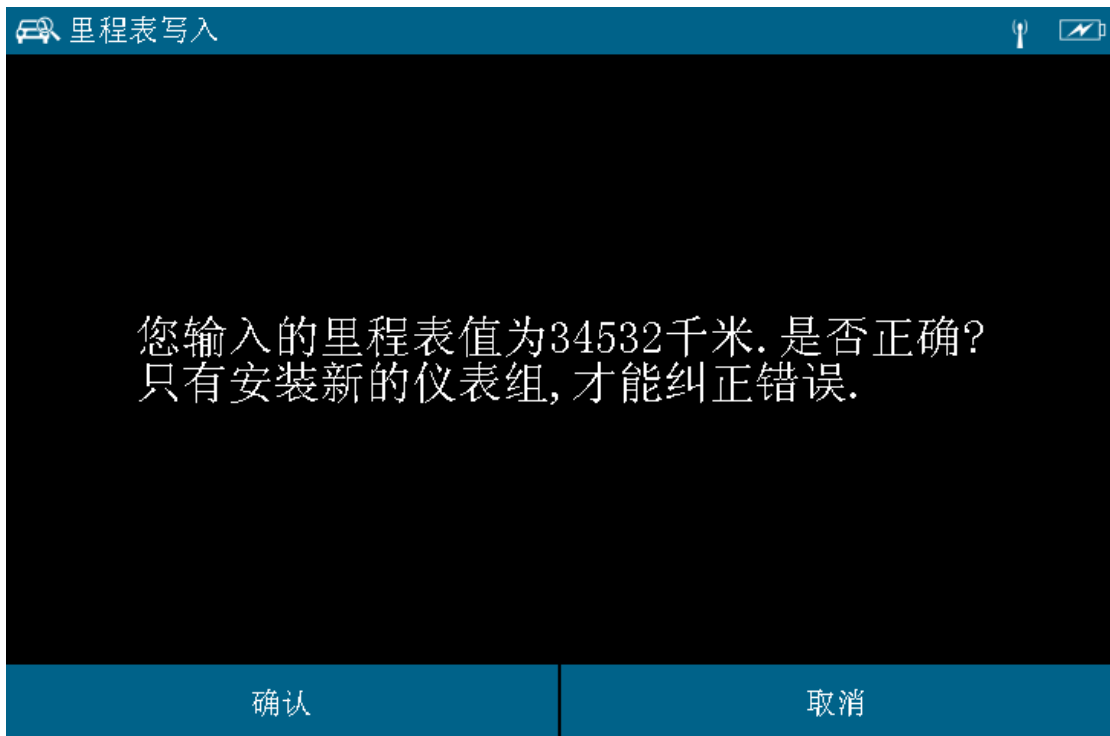 里程表写入
您输入的里程表值为34532千米.是否正确?
只有安装新的仪表组,才能纠正错误.
确认
取消